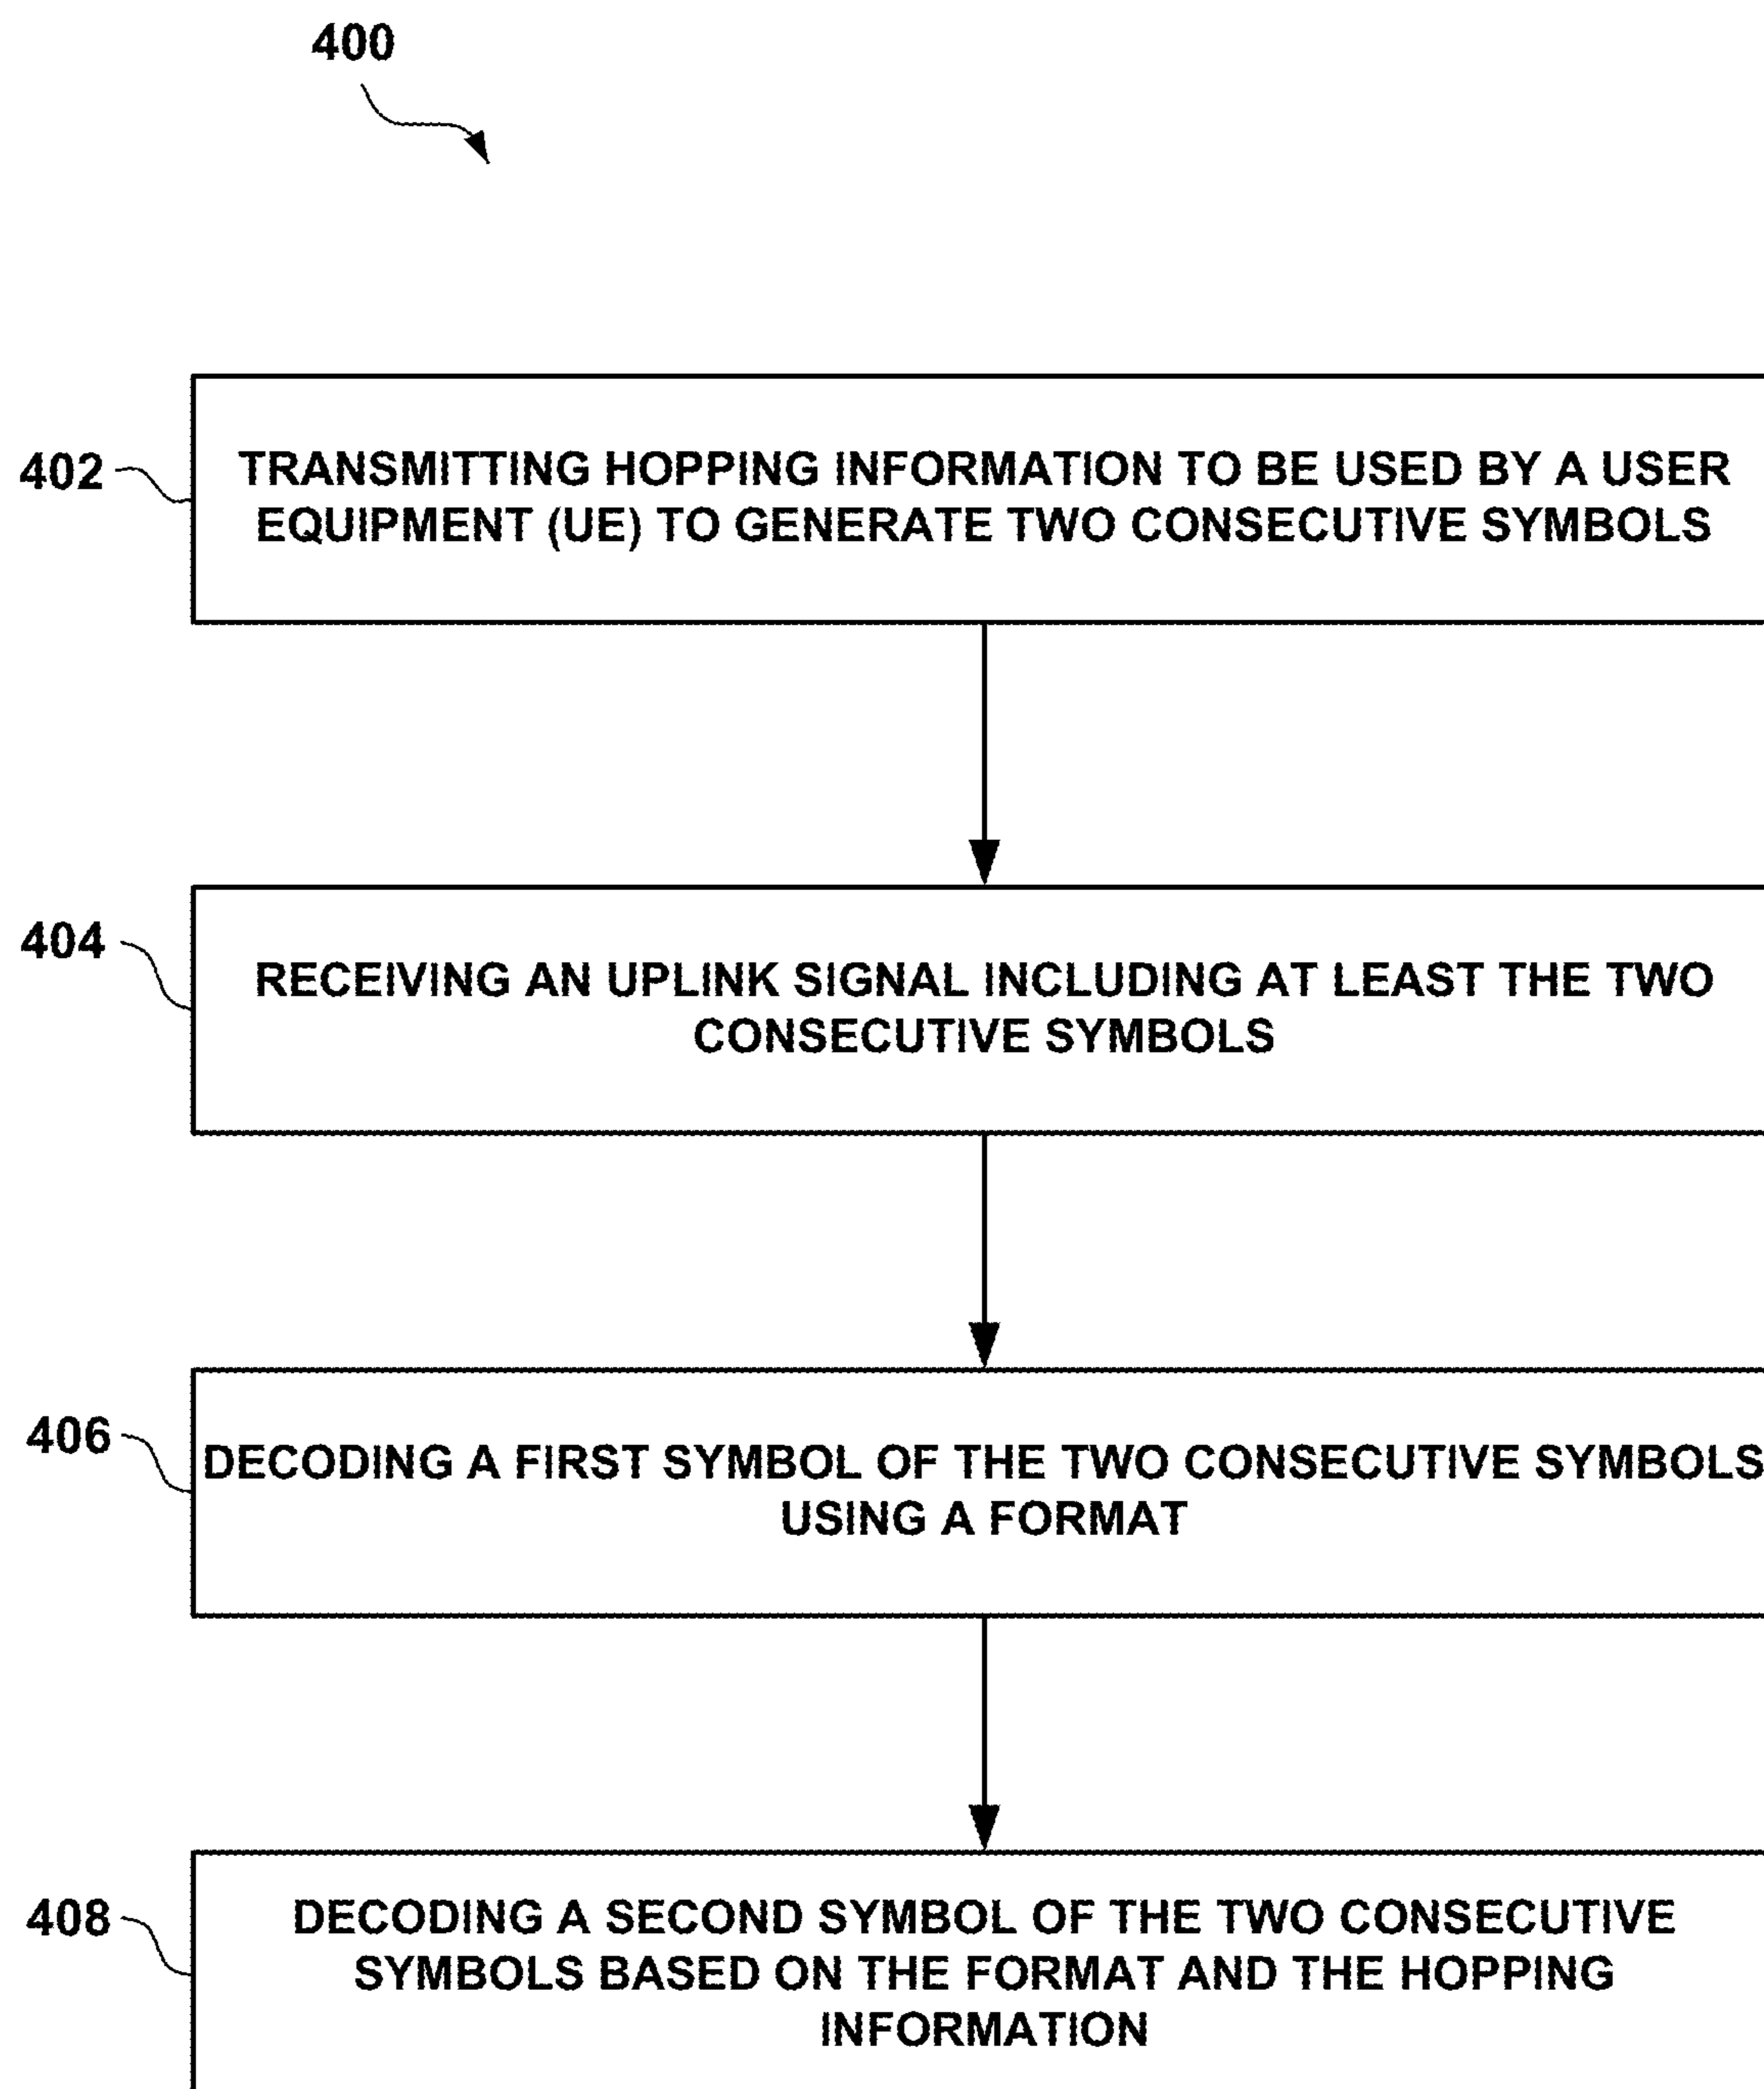 400
402
TRANSMITTING HOPPING INFORMATION TO BE USED BY A USER
EQUIPMENT (UE) TO GENERATE TWO CONSECUTIVE SYMBOLS
404
RECEIVING AN UPLINK SIGNAL INCLUDING AT LEAST THE TWO
CONSECUTIVE SYMBOLS
406
DECODING A FIRST SYMBOL OF THE TWO CONSECUTIVE SYMBOLS
USING A FORMAT
408
DECODING A SECOND SYMBOL OF THE TWO CONSECUTIVE
SYMBOLS BASED ON THE FORMAT AND THE HOPPING
INFORMATION